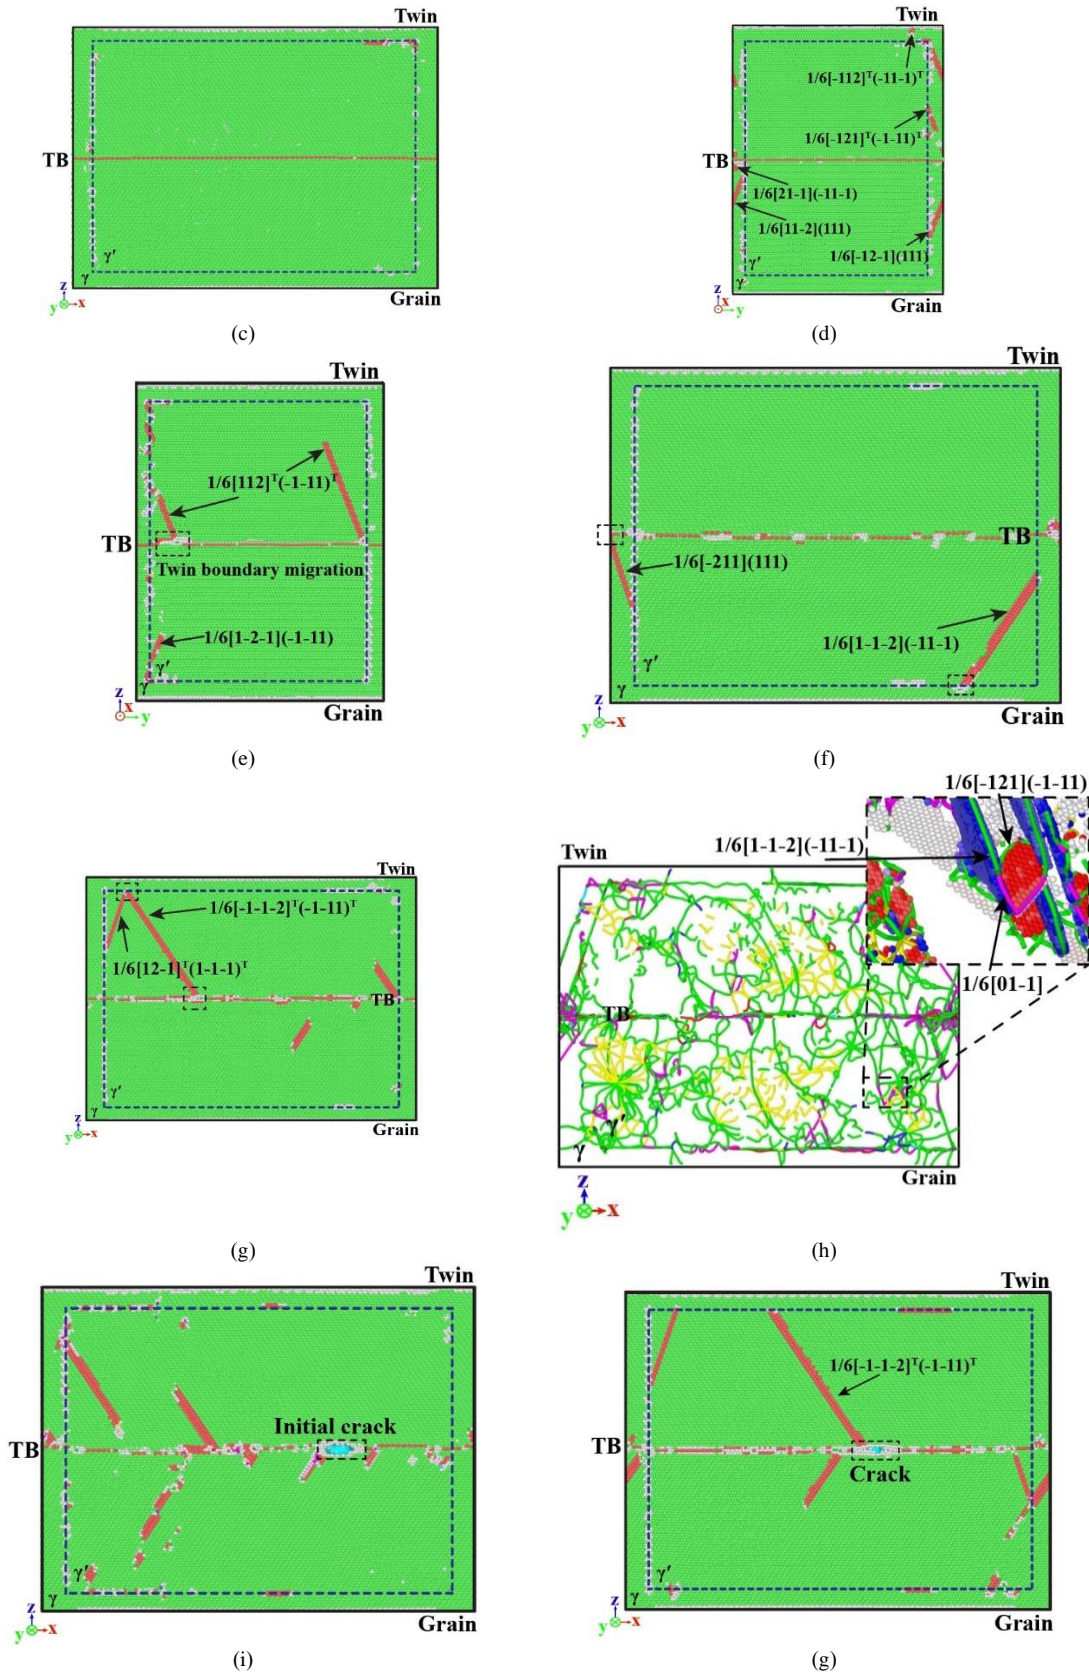 Twin
TB
γ′
γ
Grain
z
y
x
(c)
Twin
1/6[-112]ᵀ(-11-1)ᵀ
1/6[-121]ᵀ(-1-11)ᵀ
TB
1/6[21-1](-11-1)
1/6[11-2](111)
1/6[-12-1](111)
γ′
γ
Grain
z
x
y
(d)
Twin
1/6[112]ᵀ(-1-11)ᵀ
TB
Twin boundary migration
1/6[1-2-1](-1-11)
γ′
γ
Grain
z
x
y
(e)
Twin
TB
1/6[-211](111)
1/6[1-1-2](-11-1)
γ′
γ
Grain
z
y
x
(f)
Twin
1/6[-1-1-2]ᵀ(-1-11)ᵀ
1/6[12-1]ᵀ(1-1-1)ᵀ
TB
γ′
γ
Grain
z
y
x
(g)
1/6[-121](-1-11)
1/6[1-1-2](-11-1)
Twin
1/6[01-1]
TB
γ′
γ
Grain
z
y
x
(h)
Twin
Initial crack
TB
γ′
γ
Grain
z
y
x
(i)
Twin
1/6[-1-1-2]ᵀ(-1-11)ᵀ
TB
Crack
γ′
γ
Grain
z
y
x
(g)